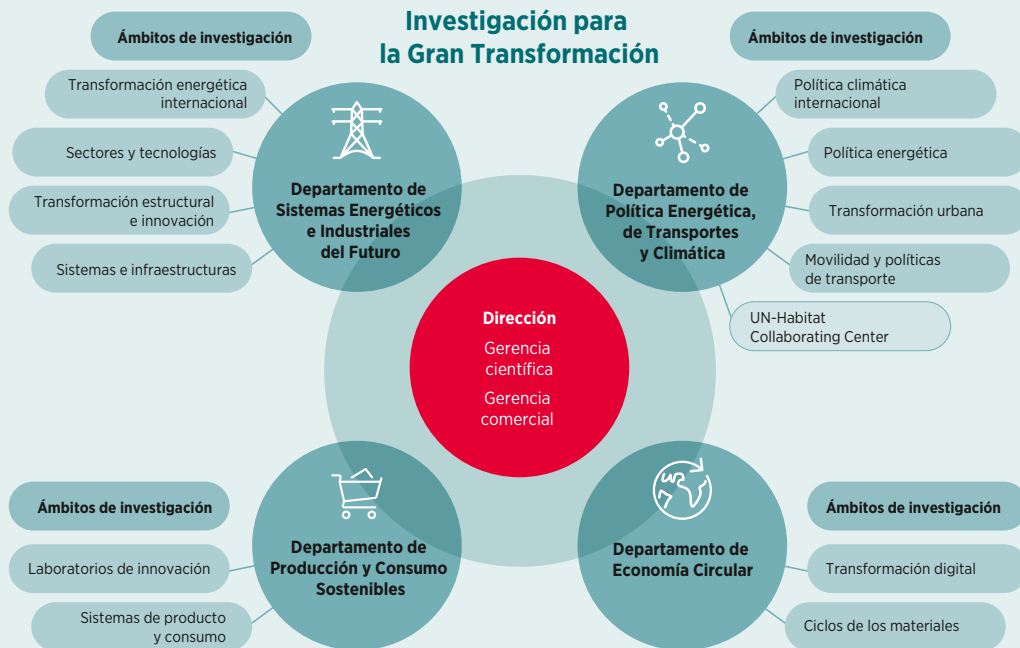 Investigación para
la Gran Transformación
Ámbitos de investigación
Transformación energética
internacional
Sectores y tecnologías
Transformación estructural
e innovación
Sistemas e infraestructuras
Departamento de
Sistemas Energéticos
e Industriales
del Futuro
Ámbitos de investigación
Política climática
internacional
Política energética
Transformación urbana
Movilidad y políticas
de transporte
UN-Habitat
Collaborating Center
Departamento de
Política Energética,
de Transportes
y Climática
Dirección
Gerencia
científica
Gerencia
comercial
Ámbitos de investigación
Laboratorios de innovación
Sistemas de producto
y consumo
Departamento de
Producción y Consumo
Sostenibles
Departamento de
Economía Circular
Ámbitos de investigación
Transformación digital
Ciclos de los materiales